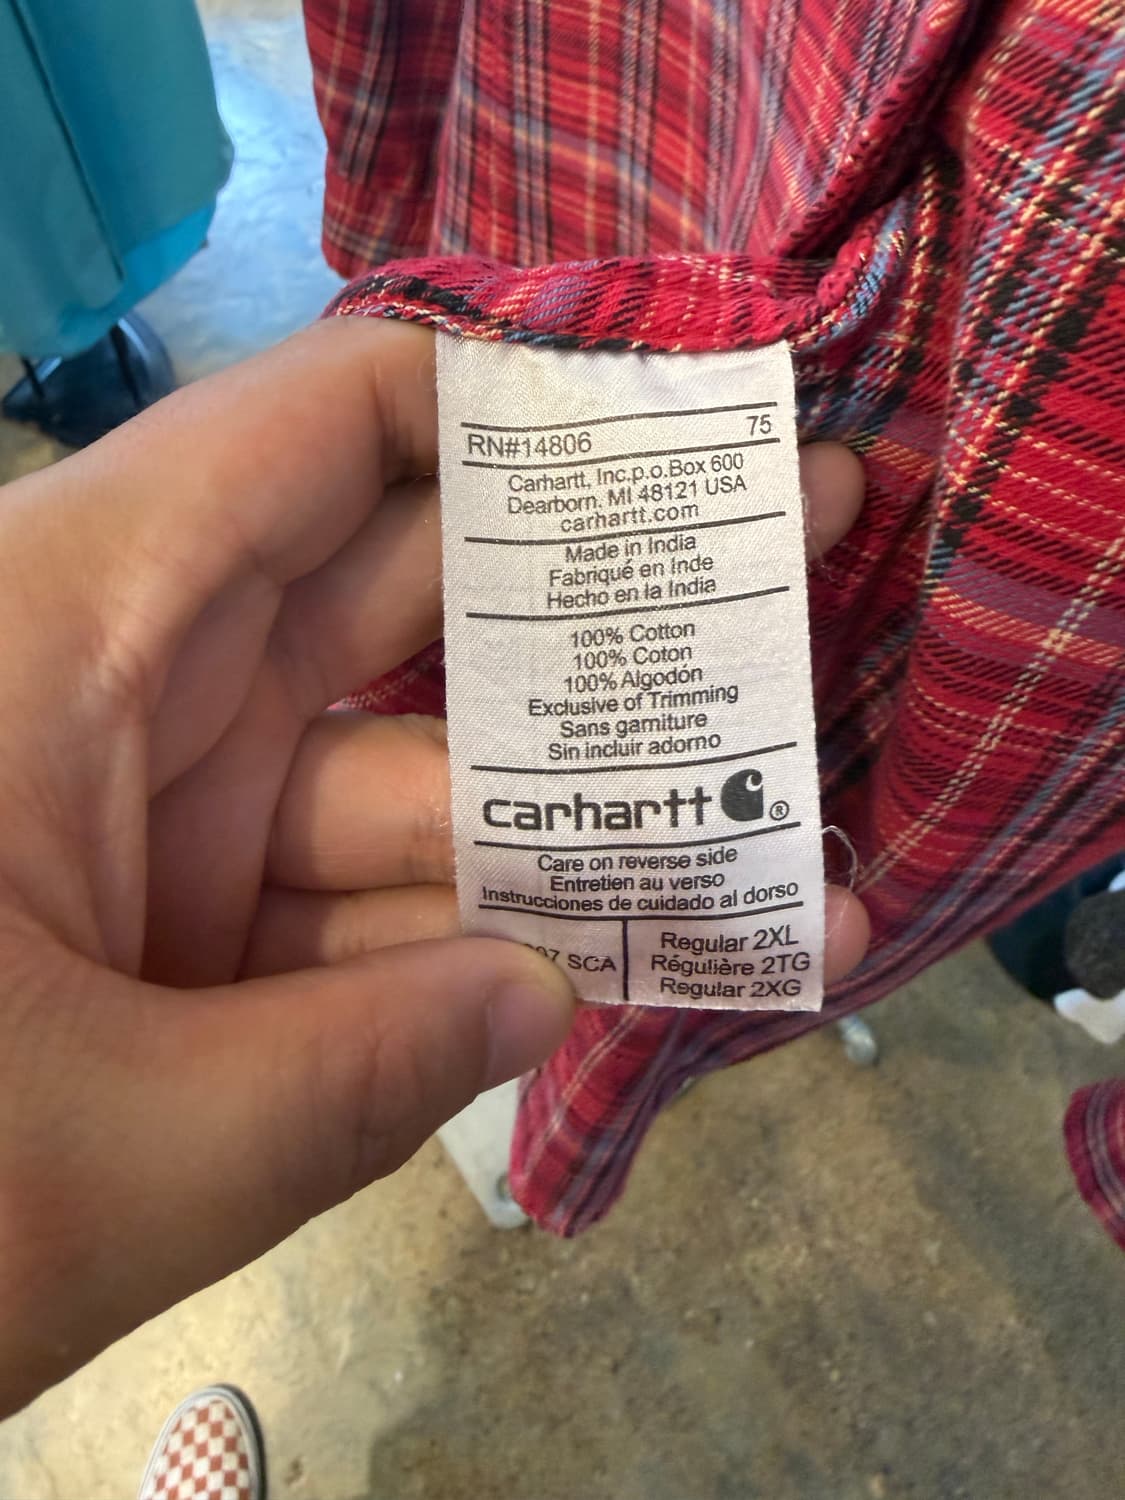 75
RN#14806
Carhartt, Inc.p.o.Box 600
Dearborn, MI 48121 USA
carhartt.com
Made in India
Fabriqué en Inde
Hecho en la India
100% Cotton
100% Coton
100% Algodón
Exclusive of Trimming
Sans garniture
Sin incluir adorno
carhartt ®
Care on reverse side
Entretien au verso
Instrucciones de cuidado al dorso
SCA
Regular 2XL
Régulière 2TG
Regular 2XG